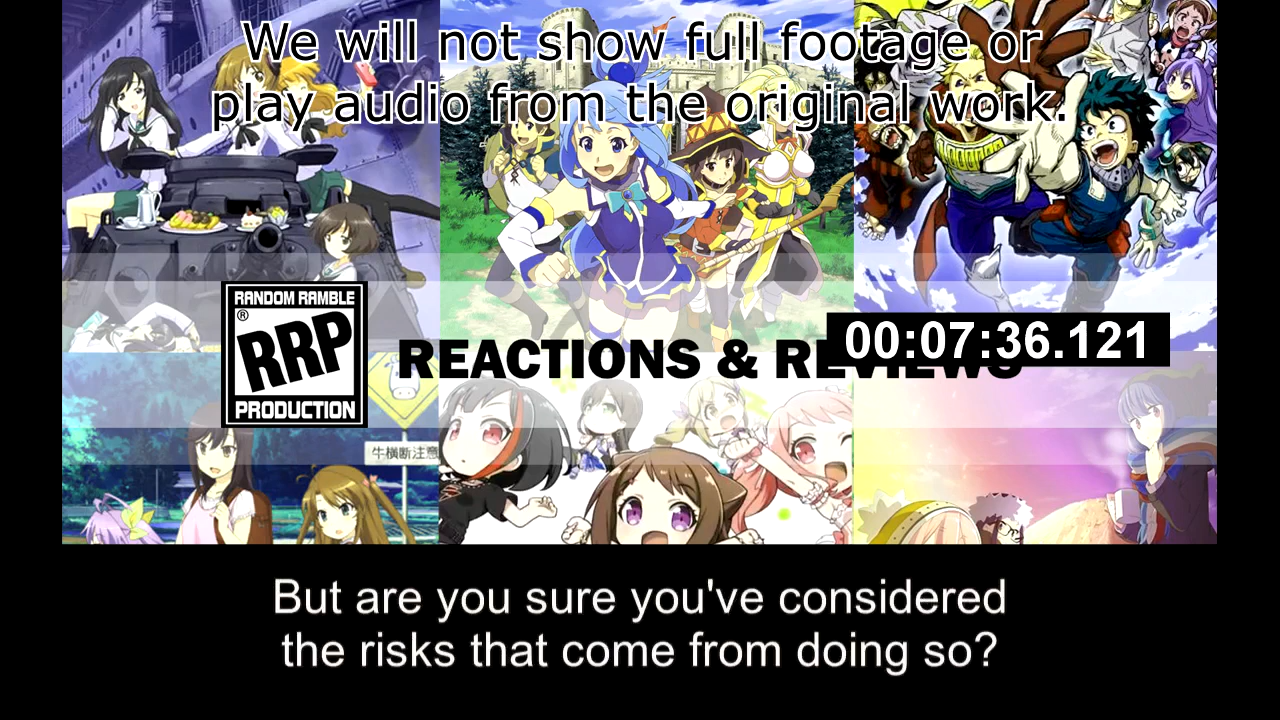 We will not show full footage or
play audio from the original work.
RANDOM RAMBLE
®
RRP
PRODUCTION
REACTIONS & REVIEWS
00:07:36.121
牛横断注意
But are you sure you've considered
the risks that come from doing so?